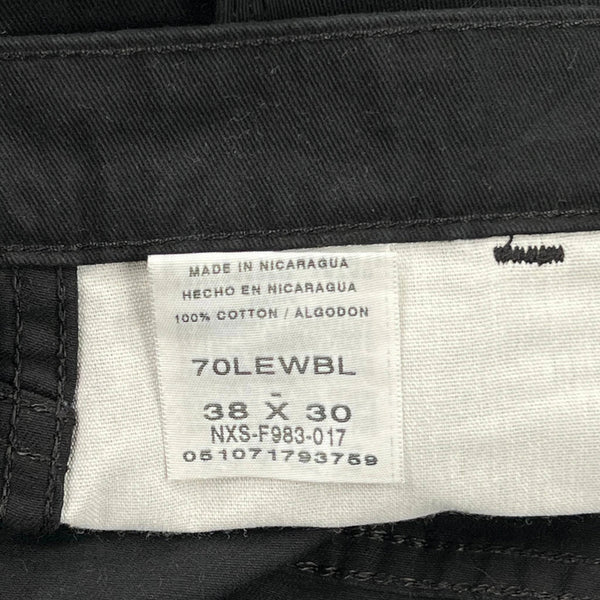 MADE IN NICARAGUA
HECHO EN NICARAGUA
100% COTTON / ALGODON
70LEWBL
38 X 30
NXS-F983-017
051071793759